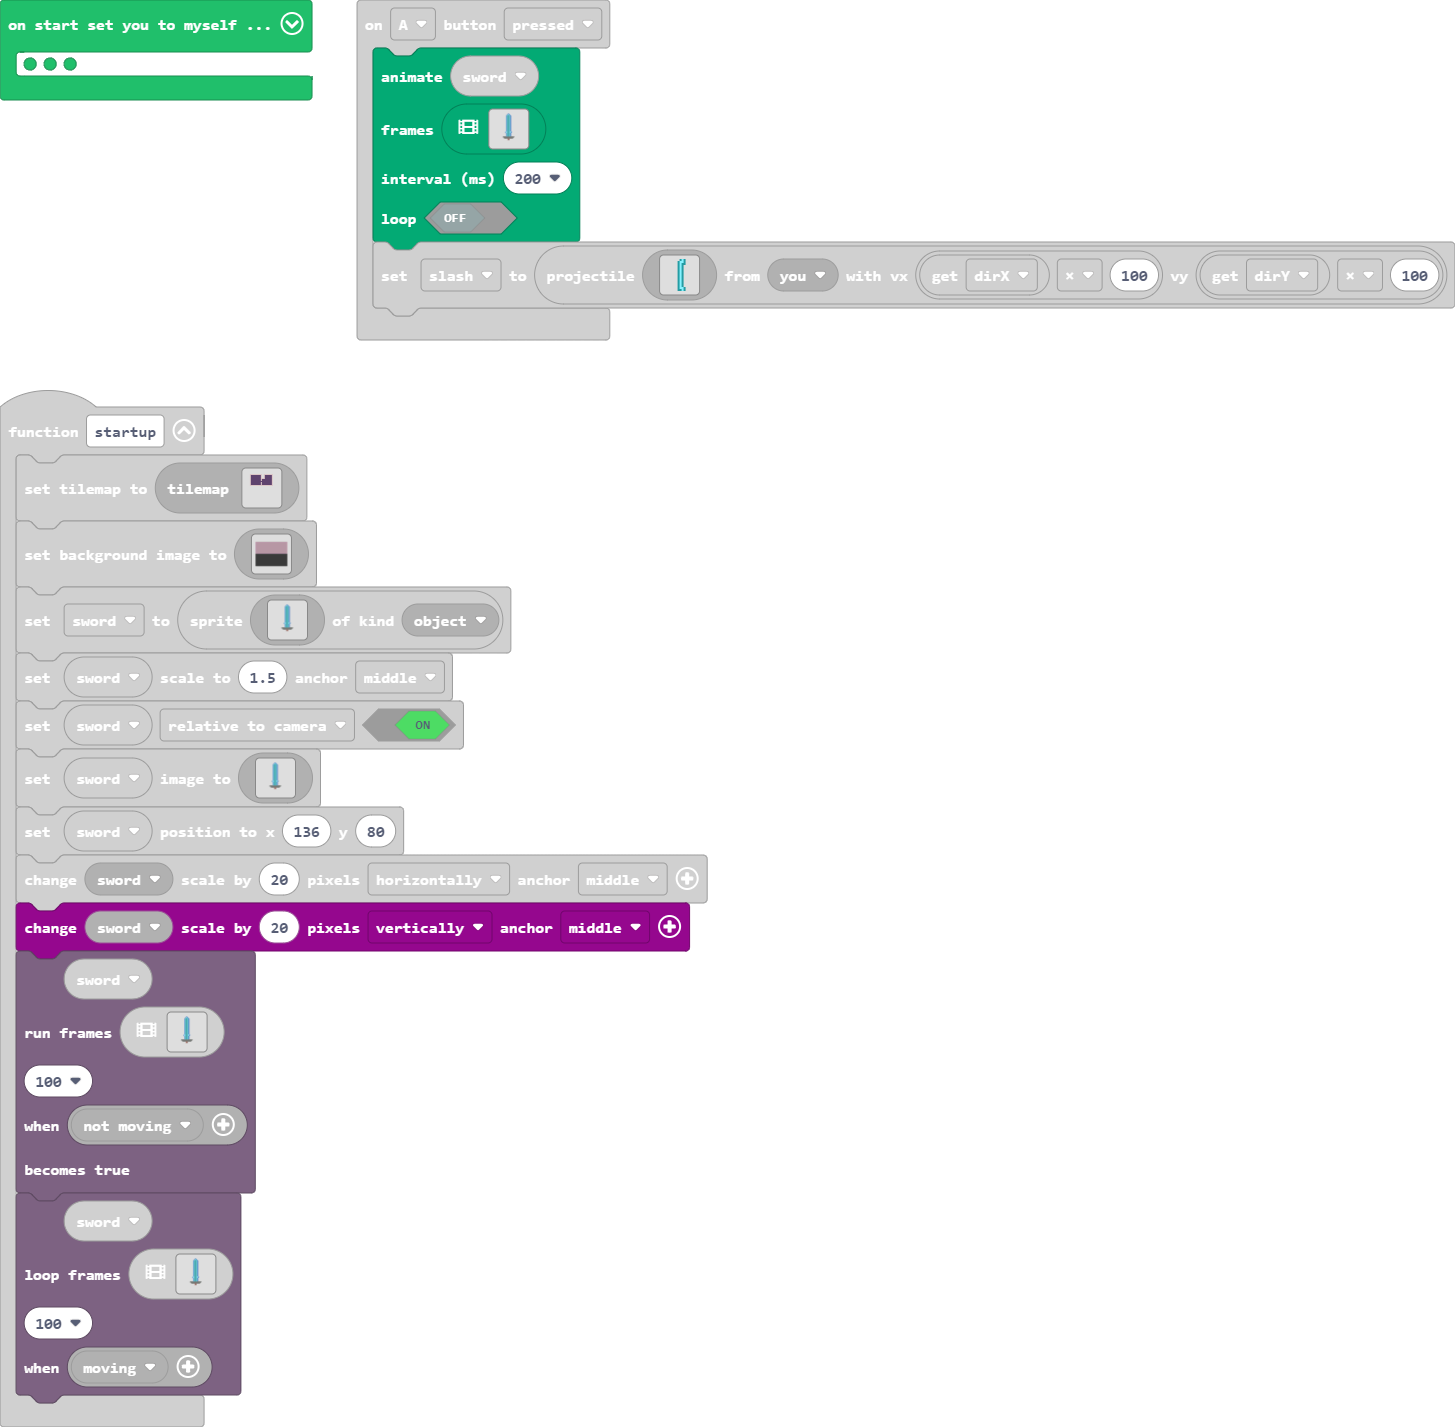 on start set you to myself ...
on A button pressed
animate sword
frames
interval (ms) 200
loop OFF
set slash to projectile from you with vx get dirX × 100 vy get dirY × 100
function startup
set tilemap to tilemap
set background image to
set sword to sprite of kind object
set sword scale to 1.5 anchor middle
set sword relative to camera ON
set sword image to
set sword position to x 136 y 80
change sword scale by 20 pixels horizontally anchor middle
change sword scale by 20 pixels vertically anchor middle
sword
run frames
100
when not moving
becomes true
sword
loop frames
100
when moving